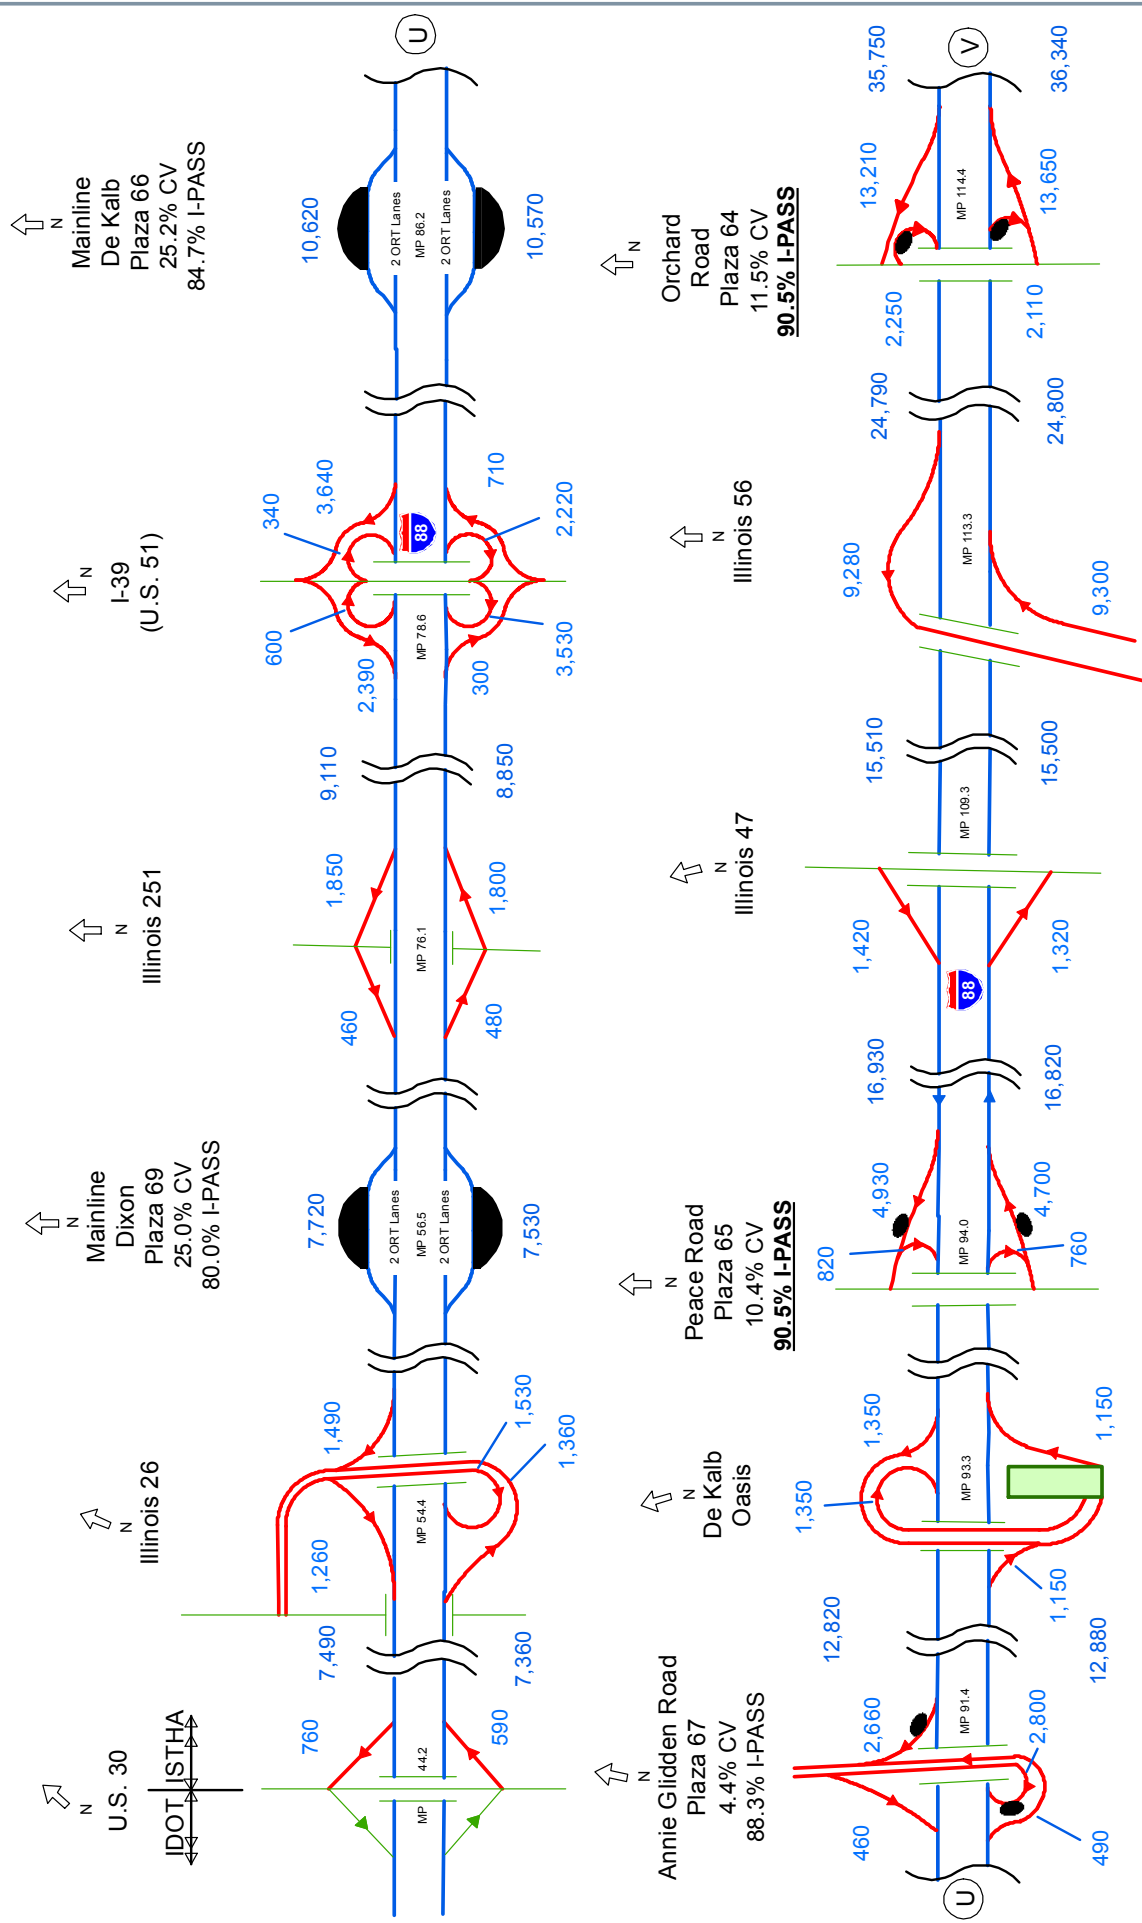 U.S. 30
N
IDOT
ISTHA
760
590
MP
44.2
7,490
7,360
Illinois 26
N
1,260
1,490
MP 54.4
1,530
1,360
Mainline
Dixon
Plaza 69
25.0% CV
80.0% I-PASS
N
7,720
2 ORT Lanes
MP 56.5
2 ORT Lanes
7,530
Illinois 251
N
460
1,850
MP 76.1
480
1,800
9,110
8,850
I-39
(U.S. 51)
N
600
340
2,390
3,640
MP 78.6
88
300
710
3,530
2,220
Mainline
De Kalb
Plaza 66
25.2% CV
84.7% I-PASS
N
10,620
2 ORT Lanes
MP 86.2
2 ORT Lanes
10,570
U
Annie Glidden Road
Plaza 67
4.4% CV
88.3% I-PASS
N
U
460
2,660
MP 91.4
490
2,800
12,820
12,880
De Kalb
Oasis
N
1,350
1,350
MP 93.3
1,150
1,150
Peace Road
Plaza 65
10.4% CV
90.5% I-PASS
N
820
4,930
MP 94.0
760
4,700
16,930
16,820
Illinois 47
N
1,420
88
MP 109.3
1,320
15,510
15,500
Illinois 56
N
9,280
MP 113.3
9,300
24,790
24,800
Orchard
Road
Plaza 64
11.5% CV
90.5% I-PASS
N
2,250
13,210
MP 114.4
2,110
13,650
35,750
36,340
V